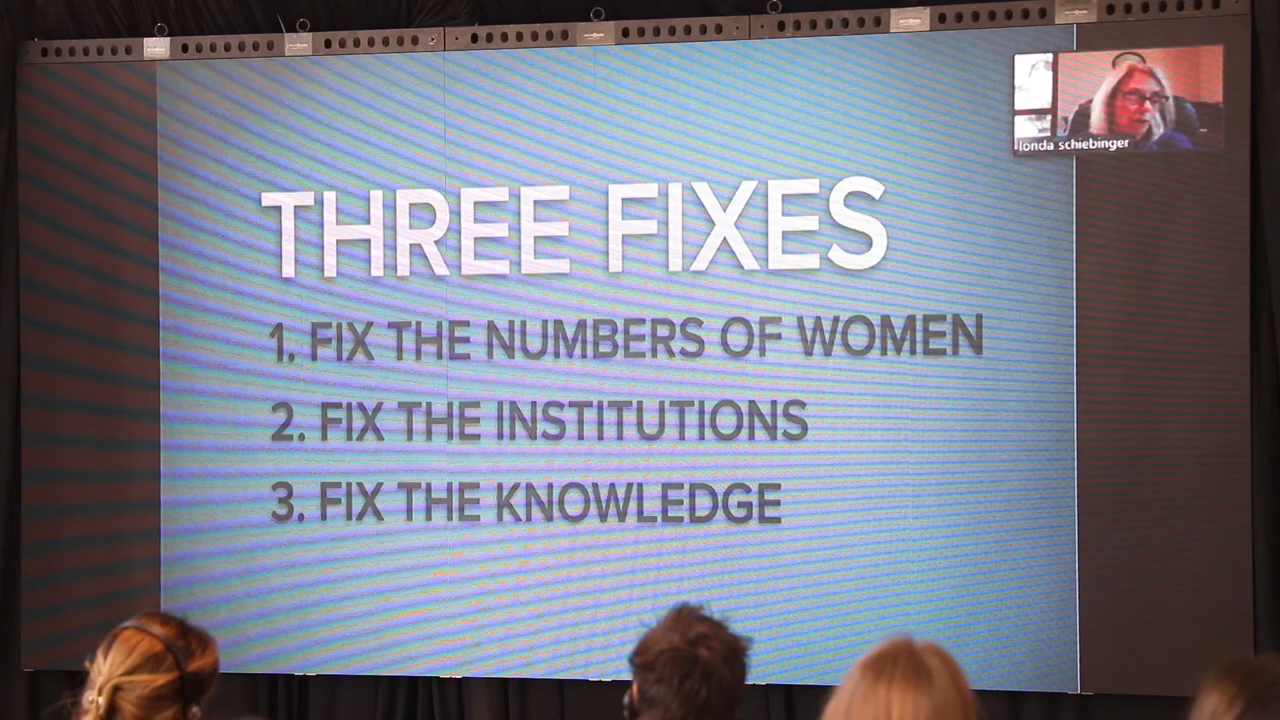 THREE FIXES
1. FIX THE NUMBERS OF WOMEN
2. FIX THE INSTITUTIONS
3. FIX THE KNOWLEDGE
londa schiebinger